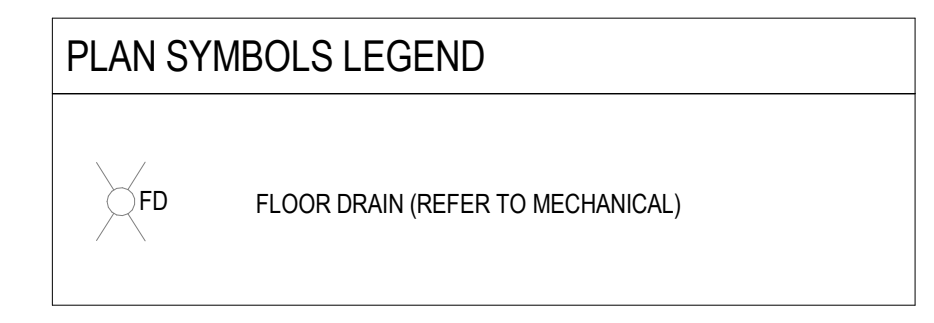 PLAN SYMBOLS LEGEND
FD FLOOR DRAIN (REFER TO MECHANICAL)